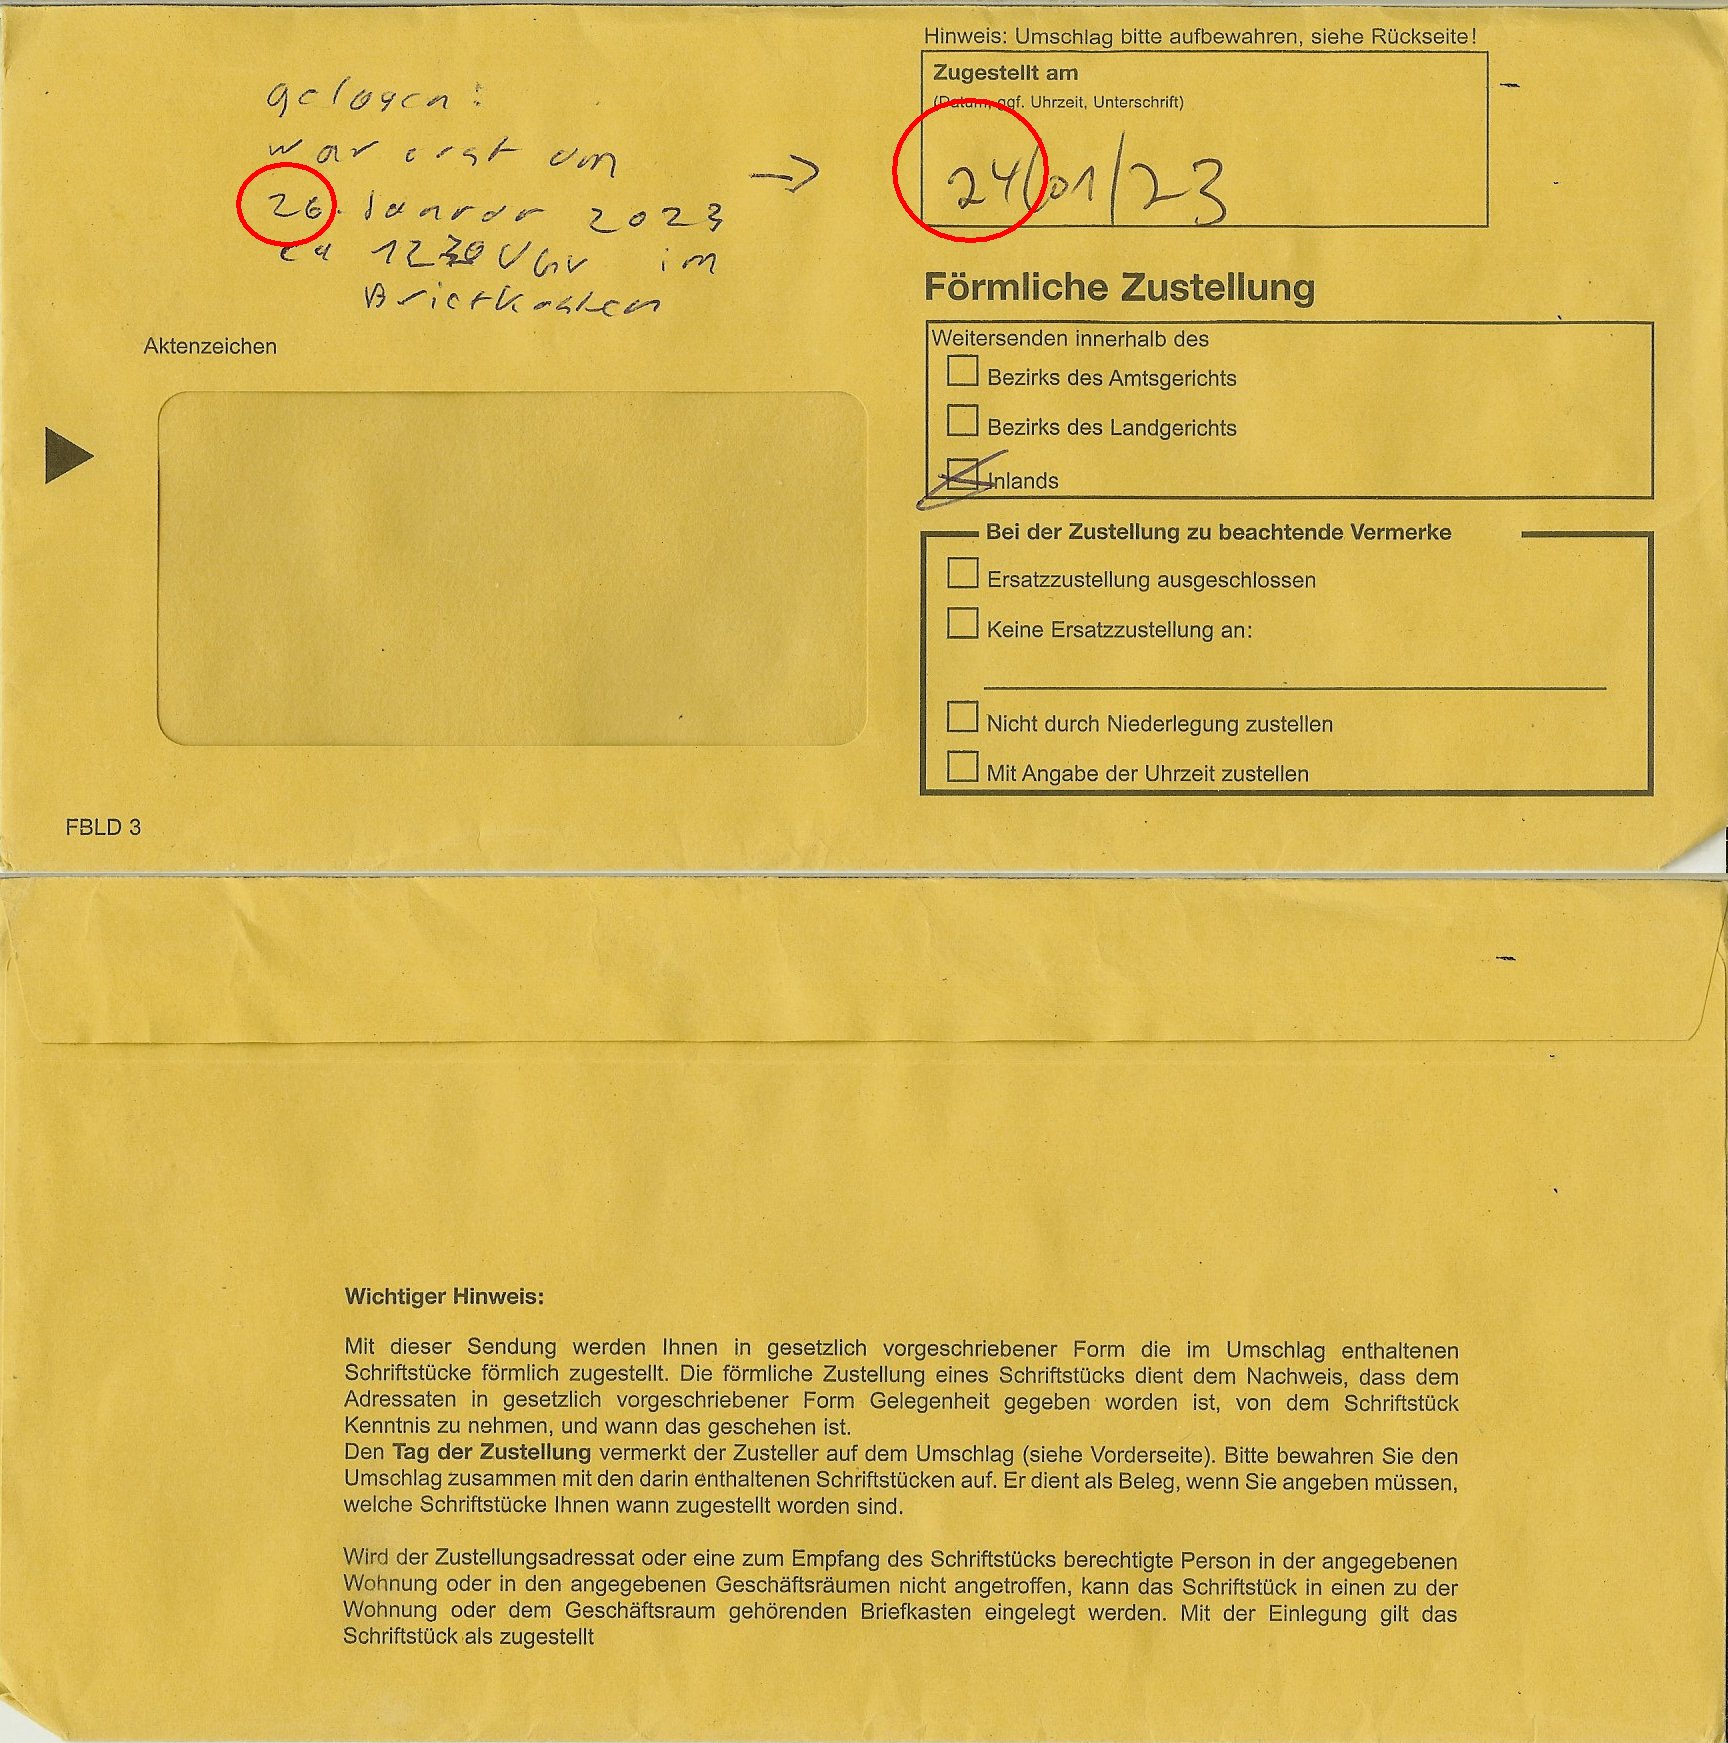 Hinweis: Umschlag bitte aufbewahren, siehe Rückseite!
Zugestellt am
(Datum, ggf. Uhrzeit, Unterschrift)
24/01/23
gelogen:
war erst am
26. Januar 2023
ca 1230 Uhr im
Briefkasten
→
Förmliche Zustellung
Aktenzeichen
Weitersenden innerhalb des
Bezirks des Amtsgerichts
Bezirks des Landgerichts
Inlands
Bei der Zustellung zu beachtende Vermerke
Ersatzzustellung ausgeschlossen
Keine Ersatzzustellung an:
Nicht durch Niederlegung zustellen
Mit Angabe der Uhrzeit zustellen
FBLD 3
Wichtiger Hinweis:
Mit dieser Sendung werden Ihnen in gesetzlich vorgeschriebener Form die im Umschlag enthaltenen
Schriftstücke förmlich zugestellt. Die förmliche Zustellung eines Schriftstücks dient dem Nachweis, dass dem
Adressaten in gesetzlich vorgeschriebener Form Gelegenheit gegeben worden ist, von dem Schriftstück
Kenntnis zu nehmen, und wann das geschehen ist.
Den Tag der Zustellung vermerkt der Zusteller auf dem Umschlag (siehe Vorderseite). Bitte bewahren Sie den
Umschlag zusammen mit den darin enthaltenen Schriftstücken auf. Er dient als Beleg, wenn Sie angeben müssen,
welche Schriftstücke Ihnen wann zugestellt worden sind.
Wird der Zustellungsadressat oder eine zum Empfang des Schriftstücks berechtigte Person in der angegebenen
Wohnung oder in den angegebenen Geschäftsräumen nicht angetroffen, kann das Schriftstück in einen zu der
Wohnung oder dem Geschäftsraum gehörenden Briefkasten eingelegt werden. Mit der Einlegung gilt das
Schriftstück als zugestellt